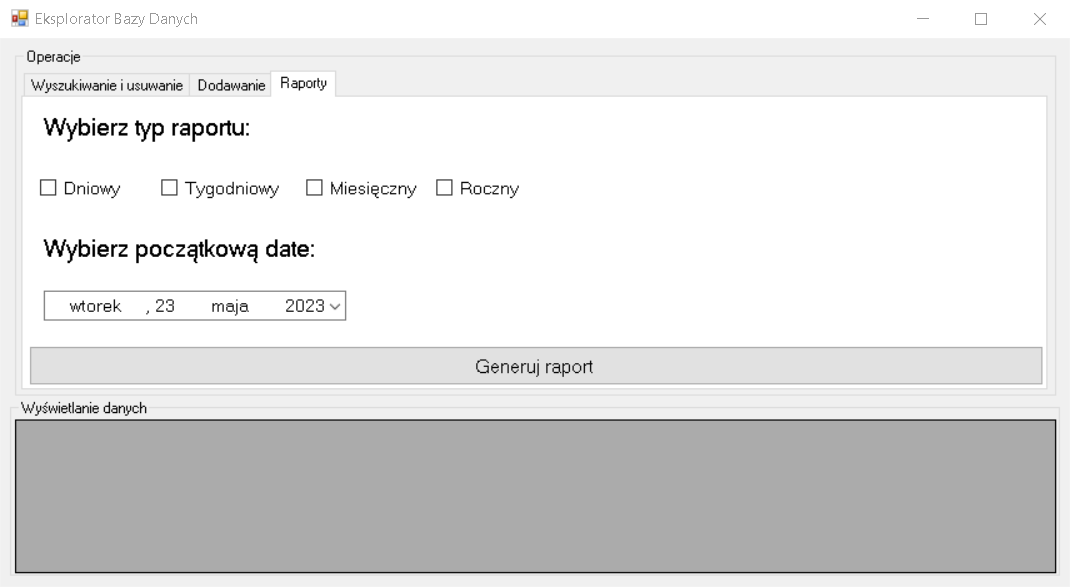 Eksplorator Bazy Danych
Operacje
Wyszukiwanie i usuwanie Dodawanie Raporty
Wybierz typ raportu:
Dniowy Tygodniowy Miesięczny Roczny
Wybierz początkową date:
wtorek , 23 maja 2023
Generuj raport
Wyświetlanie danych